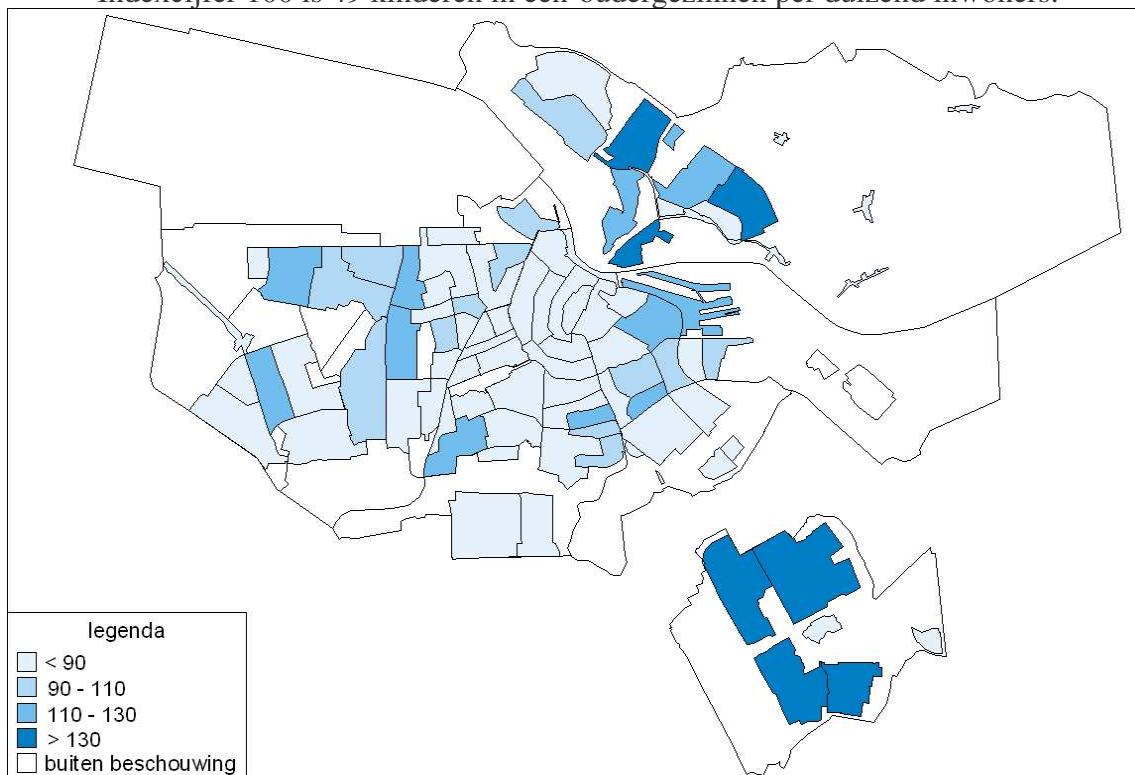 Indexcijfer 100 is 49 kinderen in één-oudergezinnen per duizend inwoners.
legenda
< 90
90 - 110
110 - 130
> 130
buiten beschouwing